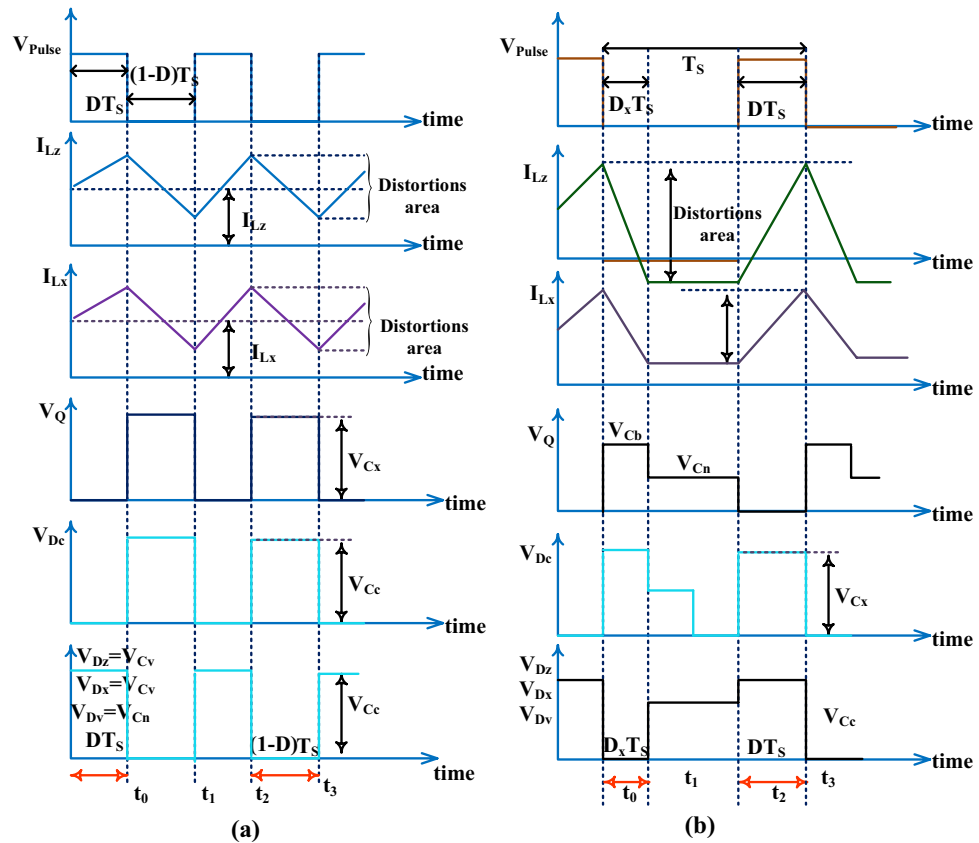 V_Pulse
(1-D)T_S
DT_S
time
I_Lz
Distortions
area
I_Lz
time
I_Lx
Distortions
area
I_Lx
time
V_Q
V_Cx
time
V_Dc
V_Cc
time
V_Dz=V_Cv
V_Dx=V_Cv
V_Dv=V_Cn
V_Cc
DT_S
(1-D)T_S
time
t_0
t_1
t_2
t_3
(a)
V_Pulse
T_S
D_xT_S
DT_S
time
I_Lz
Distortions
area
time
I_Lx
time
V_Q
V_Cb
V_Cn
time
V_Dc
V_Cx
time
V_Dz
V_Dx
V_Dv
V_Cc
D_xT_S
DT_S
time
t_0
t_1
t_2
t_3
(b)